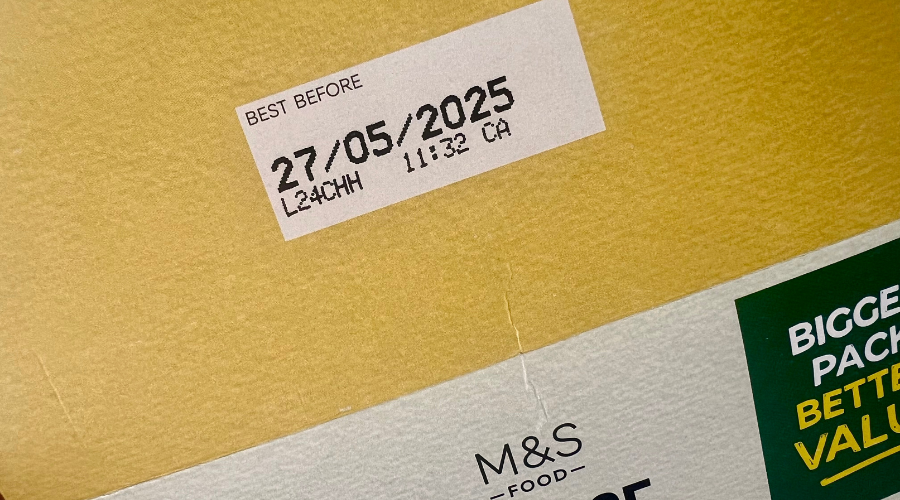 BEST BEFORE
27/05/2025
L24CHH 11:32 CA
BIGGE
PACK
BETTE
VALU
M&S
FOOD